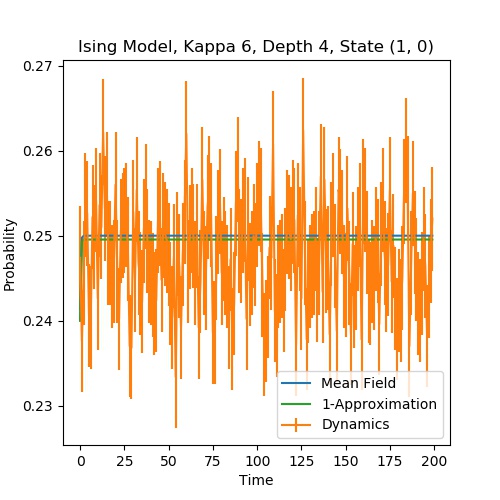 Ising Model, Kappa 6, Depth 4, State (1, 0)
0.27
0.26
0.25
0.24
0.23
Probability
0
25
50
75
100
125
150
175
200
Time
Mean Field
1-Approximation
Dynamics